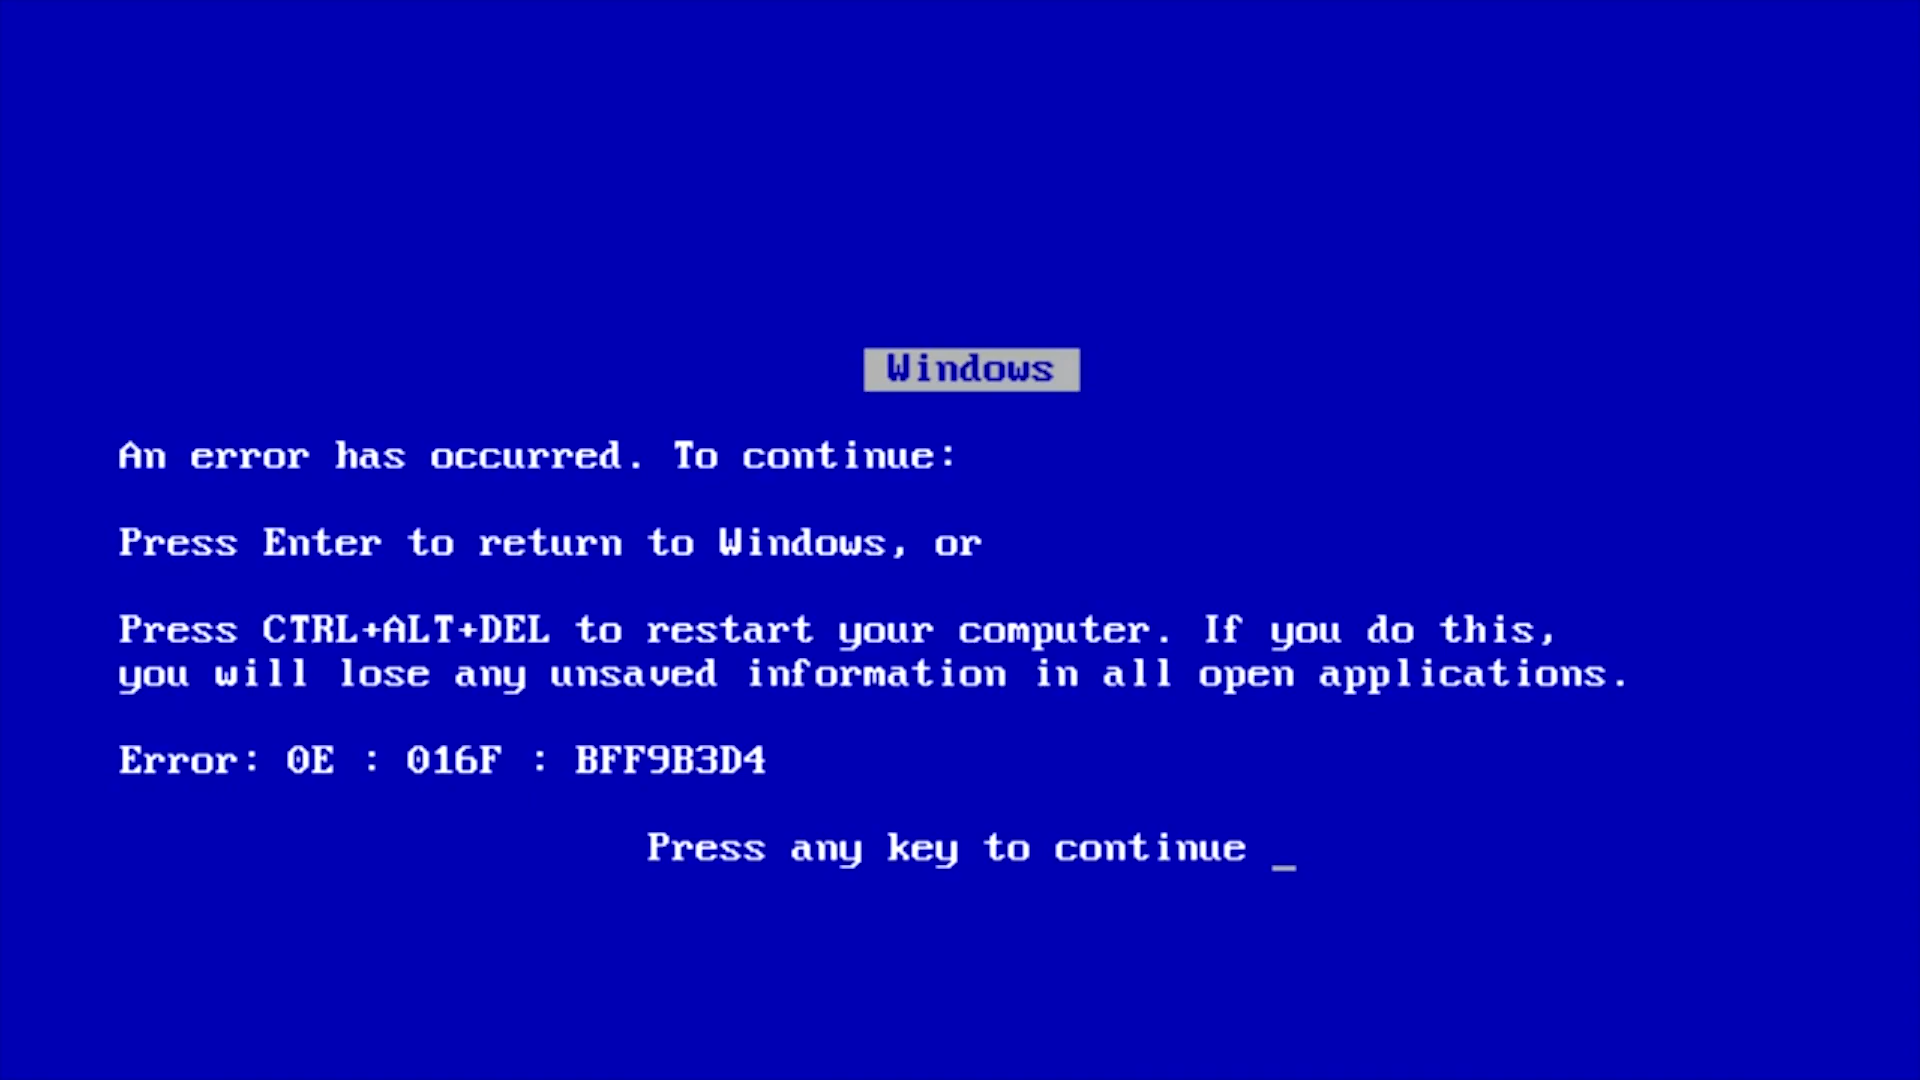 Windows
An error has occurred. To continue:
Press Enter to return to Windows, or
Press CTRL+ALT+DEL to restart your computer. If you do this,
you will lose any unsaved information in all open applications.
Error: 0E : 016F : BFF9B3D4
Press any key to continue _